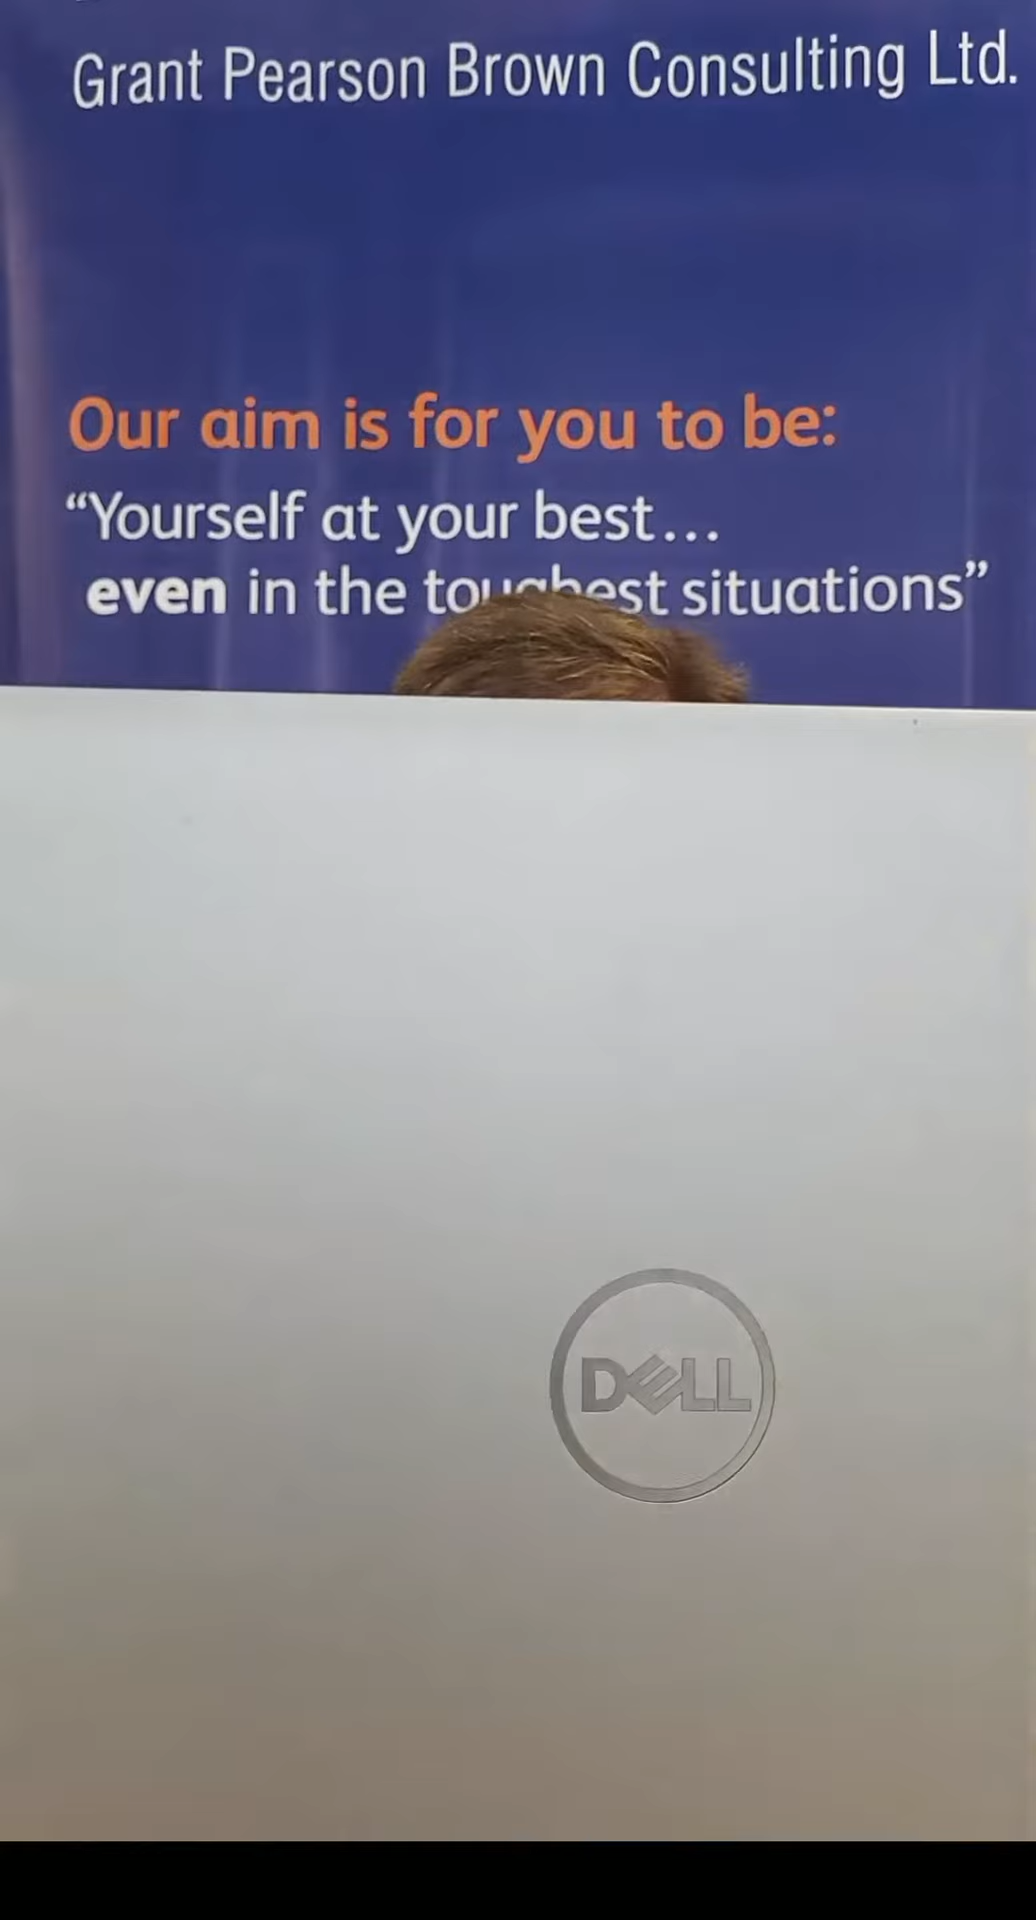 Grant Pearson Brown Consulting Ltd.
Our aim is for you to be:
“Yourself at your best...
even in the toughest situations”
DELL